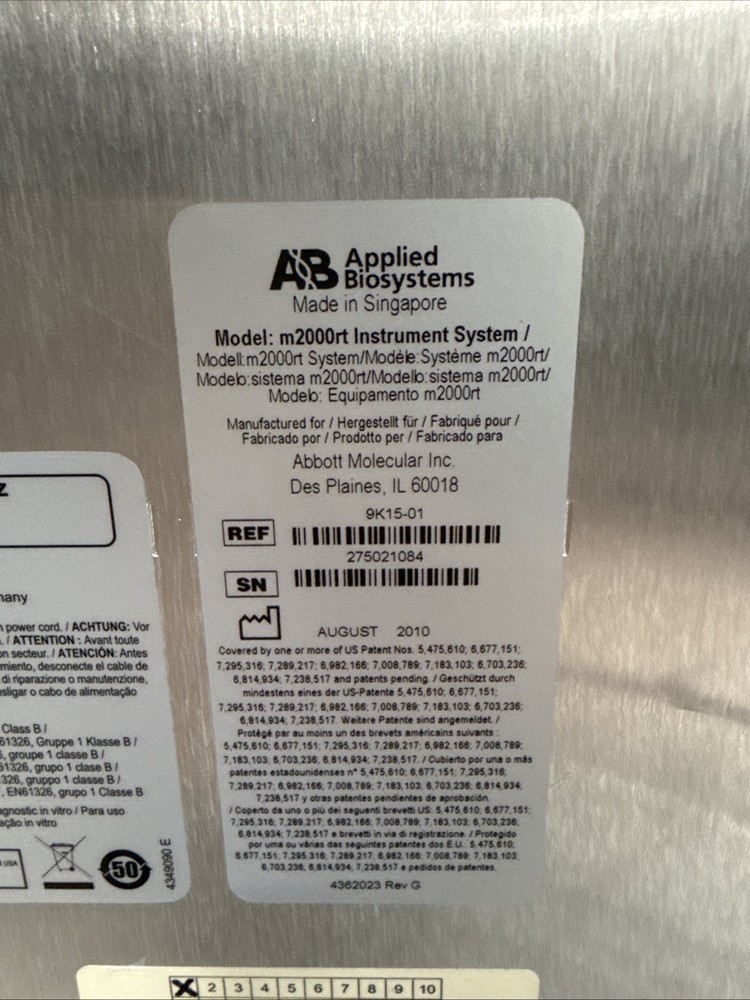 AB Applied
Biosystems
Made in Singapore
Model: m2000rt Instrument System /
Modell:m2000rt System/Modèle:Système m2000rt/
Modelo:sistema m2000rt/Modello:sistema m2000rt/
Modelo: Equipamento m2000rt
Manufactured for / Hergestellt für / Fabriqué pour /
Fabricado por / Prodotto per / Fabricado para
Abbott Molecular Inc.
Des Plaines, IL 60018
9K15-01
REF
275021084
SN
AUGUST 2010
Covered by one or more of US Patent Nos. 5,475,610; 6,677,151;
7,295,316; 7,289,217; 6,982,166; 7,008,789; 7,183,103; 6,703,236;
6,814,934; 7,238,517 and patents pending. / Geschützt durch
mindestens eines der US-Patente 5,475,610; 6,677,151;
7,295,316; 7,289,217; 6,982,166; 7,008,789; 7,183,103; 6,703,236;
6,814,934; 7,238,517. Weitere Patente sind angemeldet. /
Protégé par au moins un des brevets américains suivants :
5,475,610; 6,677,151; 7,295,316; 7,289,217; 6,982,166; 7,008,789;
7,183,103; 6,703,236; 6,814,934; 7,238,517. / Cubierto por una o más
patentes estadounidenses nº 5,475,610; 6,677,151; 7,295,316;
7,289,217; 6,982,166; 7,008,789; 7,183,103; 6,703,236; 6,814,934;
7,238,517 y otras patentes pendientes de aprobación.
/ Coperto da uno o più dei seguenti brevetti US: 5,475,610; 6,677,151;
7,295,316; 7,289,217; 6,982,166; 7,008,789; 7,183,103; 6,703,236;
6,814,934; 7,238,517 e brevetti in via di registrazione. / Protegido
por uma ou várias das seguintes patentes dos E.U.: 5,475,610;
6,677,151; 7,295,316; 7,289,217; 6,982,166; 7,008,789; 7,183,103;
6,703,236; 6,814,934; 7,238,517 e pedidos de patentes.
4362023 Rev G
z
many
power cord. / ACHTUNG: Vor
. / ATTENTION : Avant toute
on secteur. / ATENCIÓN: Antes
miento, desconecte el cable de
di riparazione o manutenzione,
esligar o cabo de alimentação
Class B /
61326, Gruppe 1 Klasse B /
, groupe 1 classe B /
61326, grupo 1 clase B /
326, gruppo 1 classe B /
, EN61326, grupo 1 Classe B
agnostic in vitro / Para uso
ação in vitro
USA
50
4349090 E
X 2 3 4 5 6 7 8 9 10